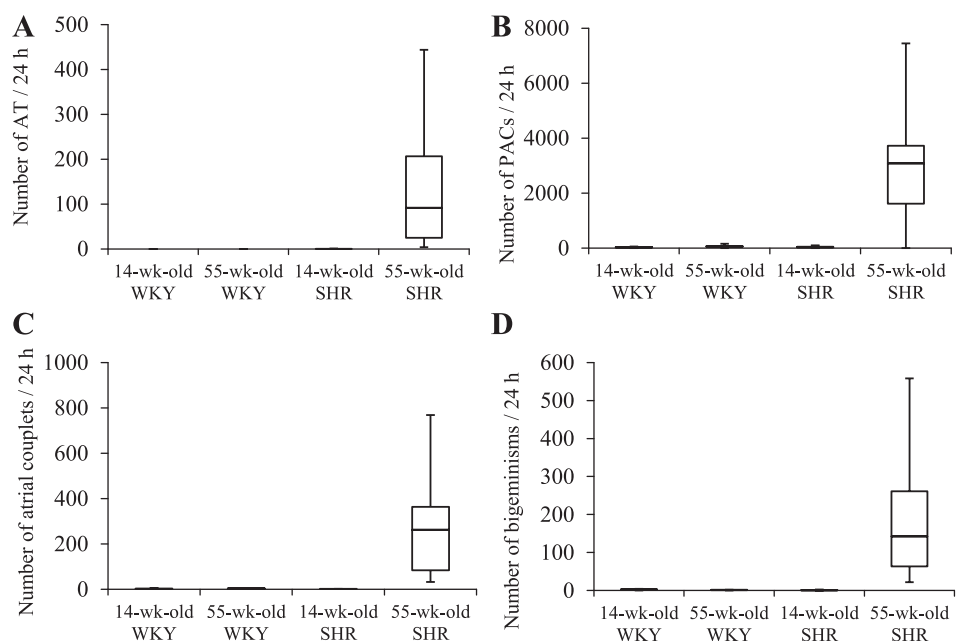 A
Number of AT / 24 h
500
400
300
200
100
0
14-wk-old
WKY
55-wk-old
WKY
14-wk-old
SHR
55-wk-old
SHR
B
Number of PACs / 24 h
8000
6000
4000
2000
0
14-wk-old
WKY
55-wk-old
WKY
14-wk-old
SHR
55-wk-old
SHR
C
Number of atrial couplets / 24 h
1000
800
600
400
200
0
14-wk-old
WKY
55-wk-old
WKY
14-wk-old
SHR
55-wk-old
SHR
D
Number of bigeminisms / 24 h
600
500
400
300
200
100
0
14-wk-old
WKY
55-wk-old
WKY
14-wk-old
SHR
55-wk-old
SHR